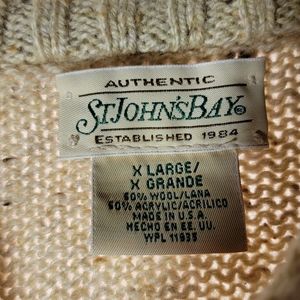 AUTHENTIC
ST JOHN'S BAY®
ESTABLISHED 1984
X LARGE/
X GRANDE
50% WOOL/LANA
50% ACRYLIC/ACRILICO
MADE IN U.S.A.
HECHO EN EE. UU.
WPL 11935